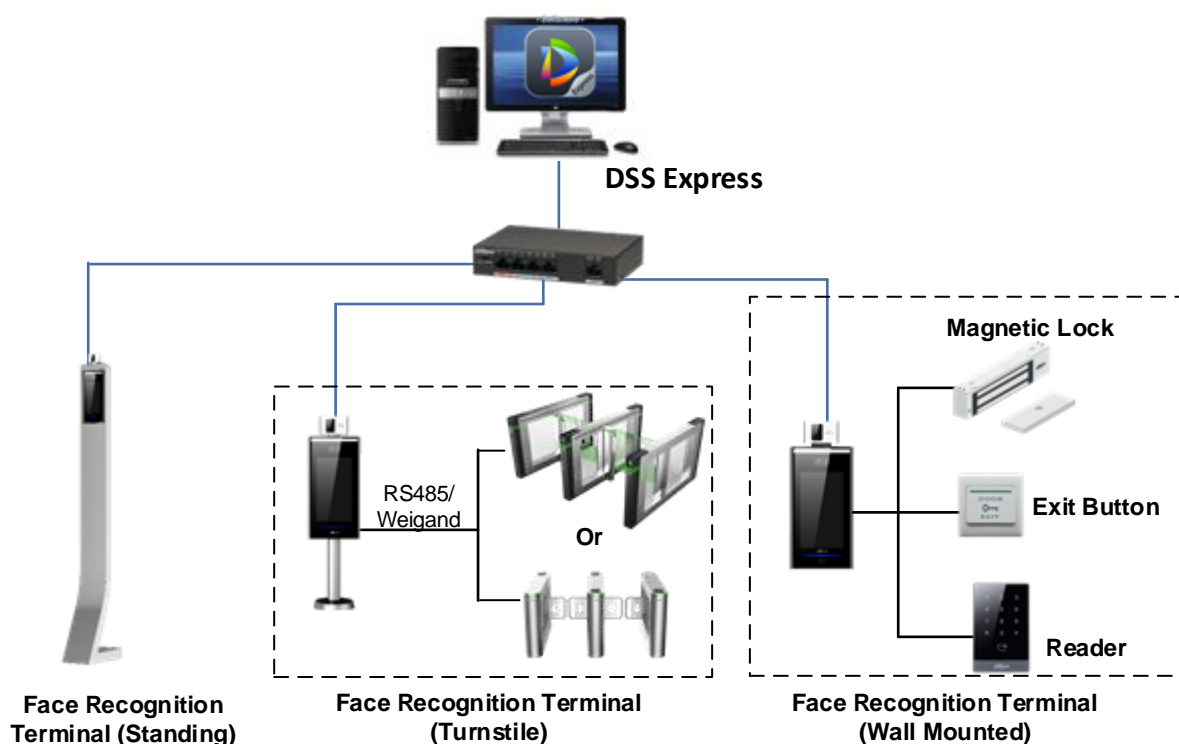 DSS Express
Magnetic Lock
RS485/
Weigand
Or
Exit Button
Reader
Face Recognition
Terminal (Standing)
Face Recognition Terminal
(Turnstile)
Face Recognition Terminal
(Wall Mounted)